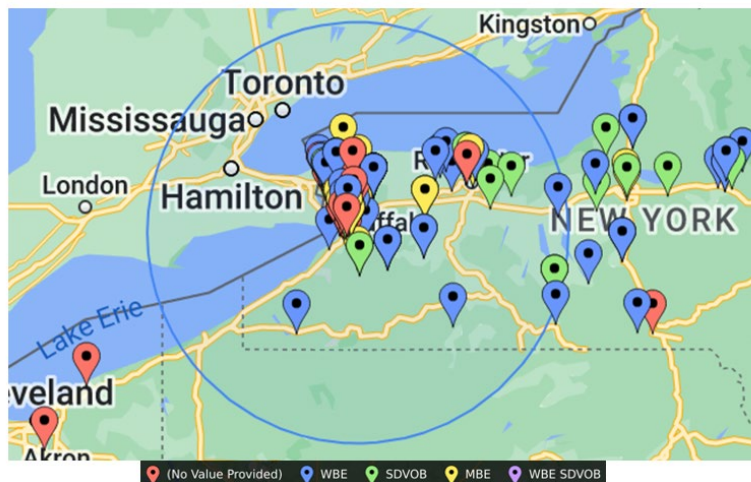 Kingston
Toronto
Mississauga
London
Hamilton
NEW YORK
Lake Erie
eveland
Akron
(No Value Provided) WBE SDVOB MBE WBE SDVOB